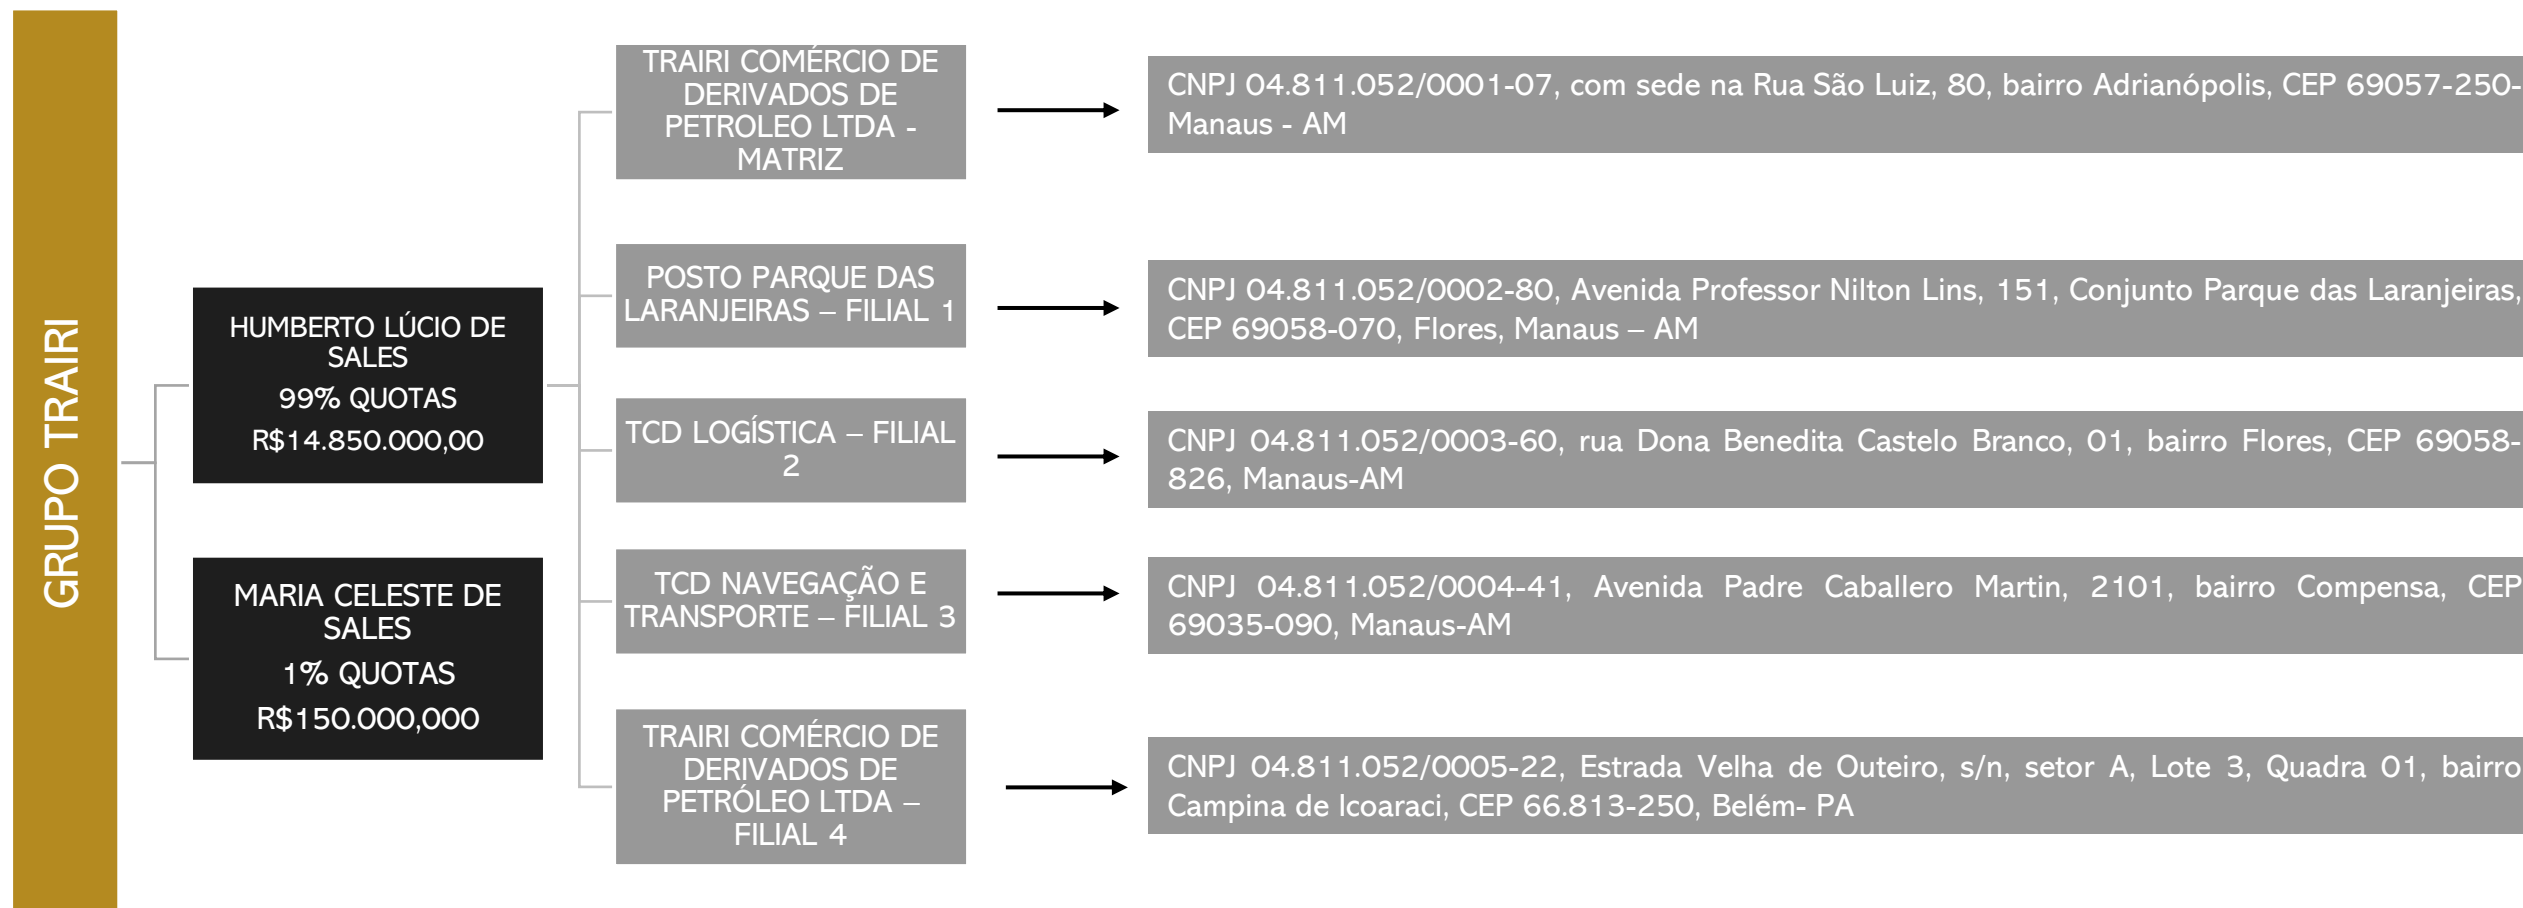 GRUPO TRAIRI
HUMBERTO LÚCIO DE
SALES
99% QUOTAS
R$14.850.000,00
MARIA CELESTE DE
SALES
1% QUOTAS
R$150.000,000
TRAIRI COMÉRCIO DE
DERIVADOS DE
PETROLEO LTDA -
MATRIZ
CNPJ 04.811.052/0001-07, com sede na Rua São Luiz, 80, bairro Adrianópolis, CEP 69057-250-
Manaus - AM
POSTO PARQUE DAS
LARANJEIRAS – FILIAL 1
CNPJ 04.811.052/0002-80, Avenida Professor Nilton Lins, 151, Conjunto Parque das Laranjeiras,
CEP 69058-070, Flores, Manaus – AM
TCD LOGÍSTICA – FILIAL
2
CNPJ 04.811.052/0003-60, rua Dona Benedita Castelo Branco, 01, bairro Flores, CEP 69058-
826, Manaus-AM
TCD NAVEGAÇÃO E
TRANSPORTE – FILIAL 3
CNPJ 04.811.052/0004-41, Avenida Padre Caballero Martin, 2101, bairro Compensa, CEP
69035-090, Manaus-AM
TRAIRI COMÉRCIO DE
DERIVADOS DE
PETRÓLEO LTDA –
FILIAL 4
CNPJ 04.811.052/0005-22, Estrada Velha de Outeiro, s/n, setor A, Lote 3, Quadra 01, bairro
Campina de Icoaraci, CEP 66.813-250, Belém- PA